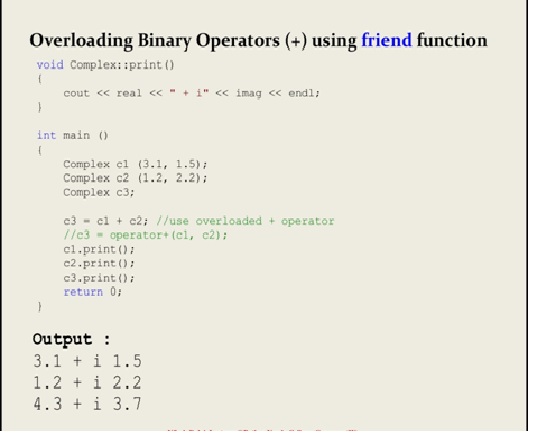 Overloading Binary Operators (+) using friend function
void Complex::print()
{
cout << real << " + i" << imag << endl;
}
int main ()
{
Complex c1 (3.1, 1.5);
Complex c2 (1.2, 2.2);
Complex c3;
c3 = c1 + c2; //use overloaded + operator
//c3 = operator+(c1, c2);
c1.print();
c2.print();
c3.print();
return 0;
}
Output :
3.1 + i 1.5
1.2 + i 2.2
4.3 + i 3.7